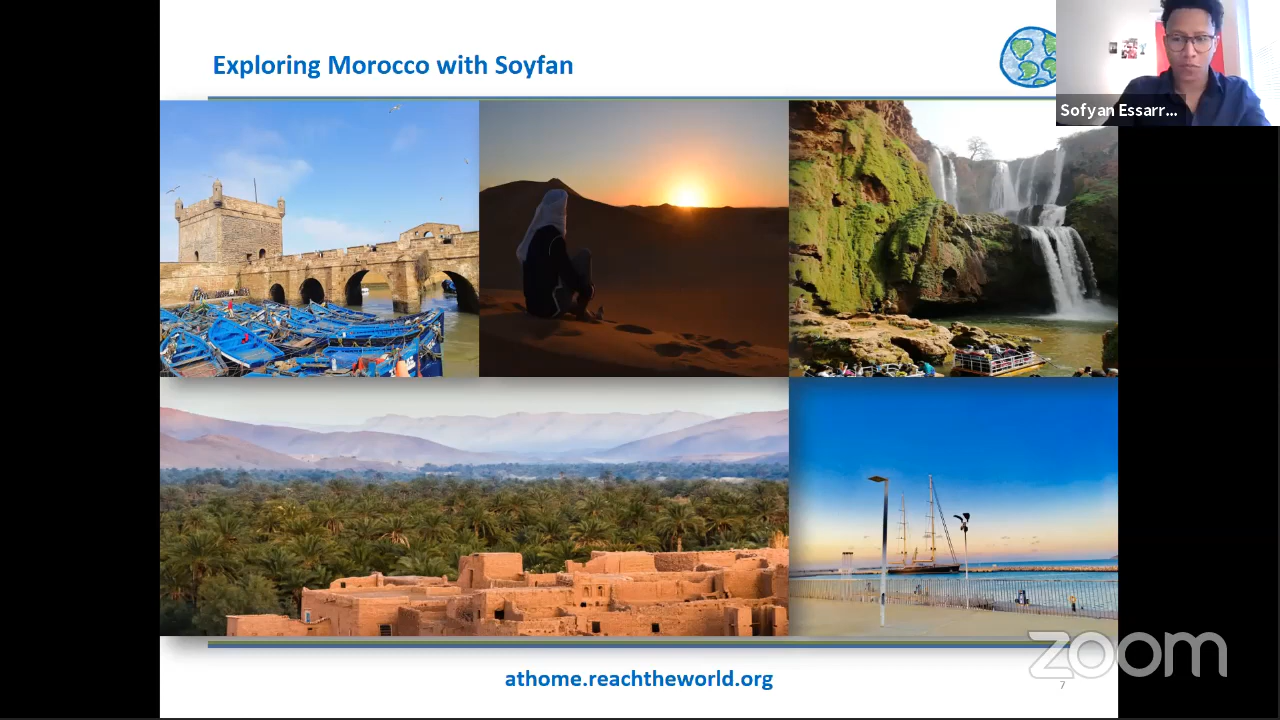 Exploring Morocco with Soyfan
Sofyan Essarr...
athome.reachtheworld.org
zoom
7